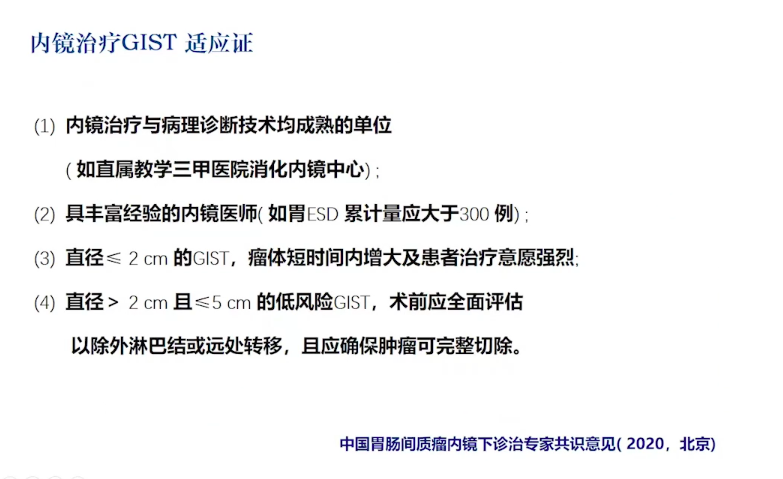 内镜治疗GIST 适应证
(1) 内镜治疗与病理诊断技术均成熟的单位
( 如直属教学三甲医院消化内镜中心) ;
(2) 具丰富经验的内镜医师( 如胃ESD 累计量应大于300 例) ;
(3) 直径≤ 2 cm 的GIST，瘤体短时间内增大及患者治疗意愿强烈;
(4) 直径＞ 2 cm 且≤5 cm 的低风险GIST，术前应全面评估
以除外淋巴结或远处转移，且应确保肿瘤可完整切除。
中国胃肠间质瘤内镜下诊治专家共识意见( 2020，北京)